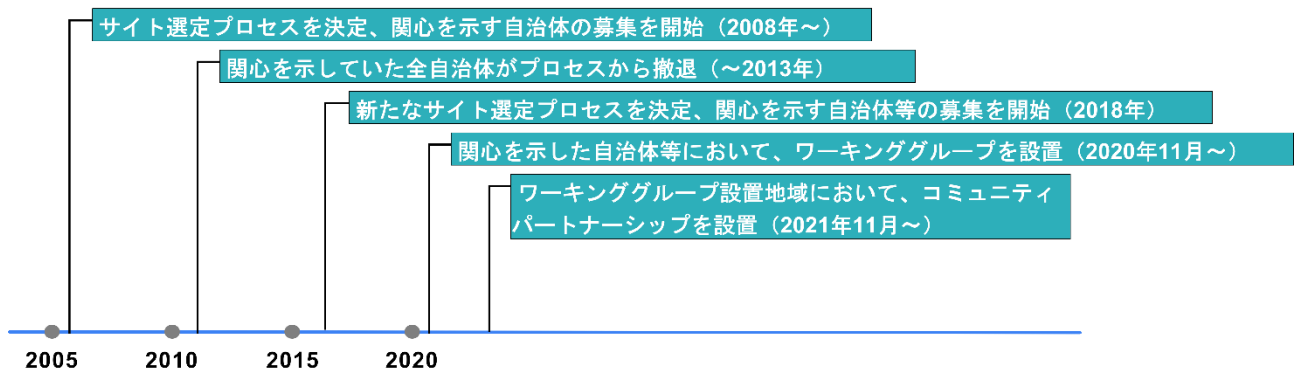 サイト選定プロセスを決定、関心を示す自治体の募集を開始（2008年～）
関心を示していた全自治体がプロセスから撤退（～2013年）
新たなサイト選定プロセスを決定、関心を示す自治体等の募集を開始（2018年）
関心を示した自治体等において、ワーキンググループを設置（2020年11月～）
ワーキンググループ設置地域において、コミュニティ
パートナーシップを設置（2021年11月～）
2005 2010 2015 2020